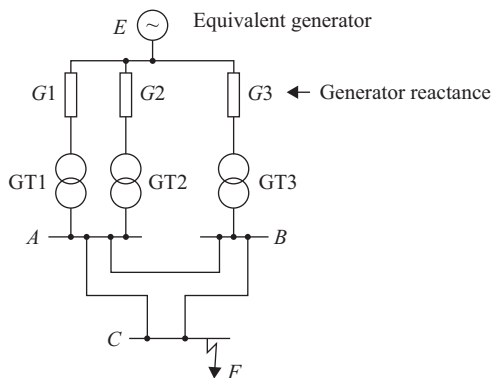 E Equivalent generator
~
G1 G2 G3 Generator reactance
GT1 GT2 GT3
A B
C
F